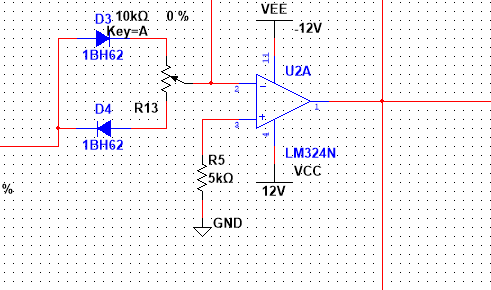 D3 10kΩ 0 %
Key=A
1BH62
R13
D4
1BH62
VEE
-12V
11
U2A
2
3
1
4
LM324N
VCC
12V
R5
5kΩ
GND
%